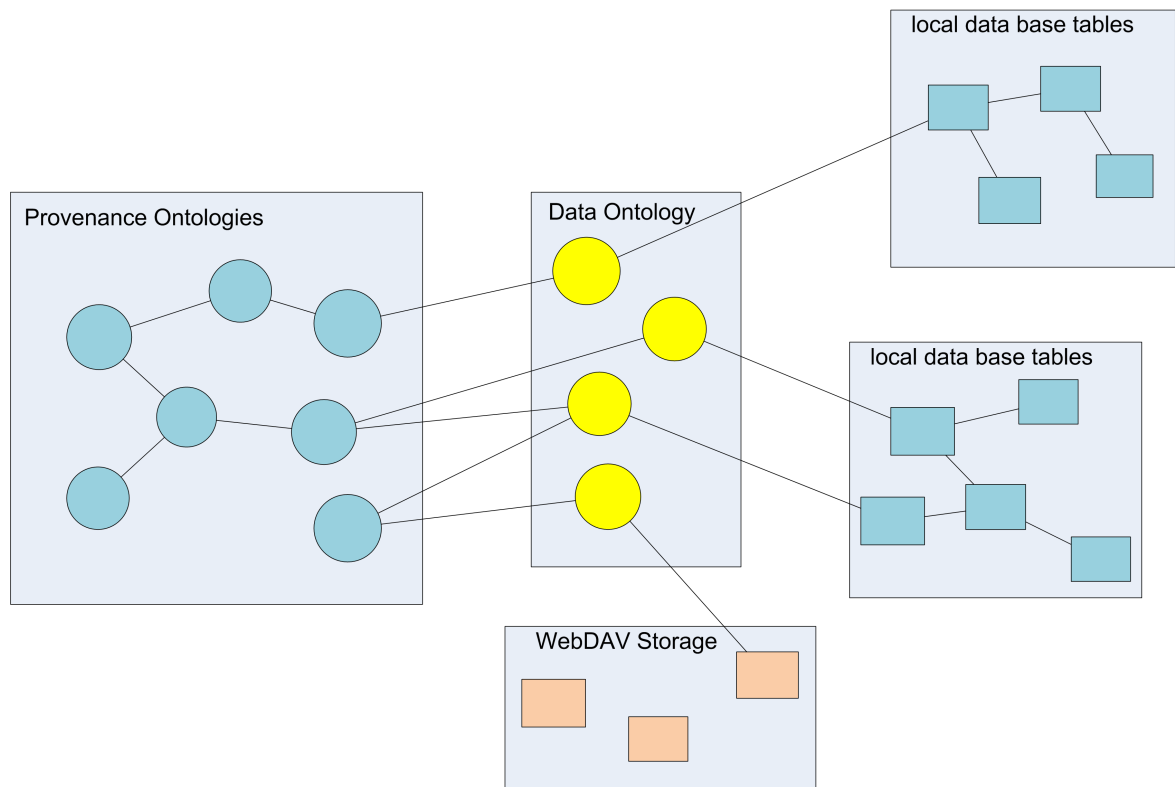 local data base tables
Provenance Ontologies
Data Ontology
local data base tables
WebDAV Storage